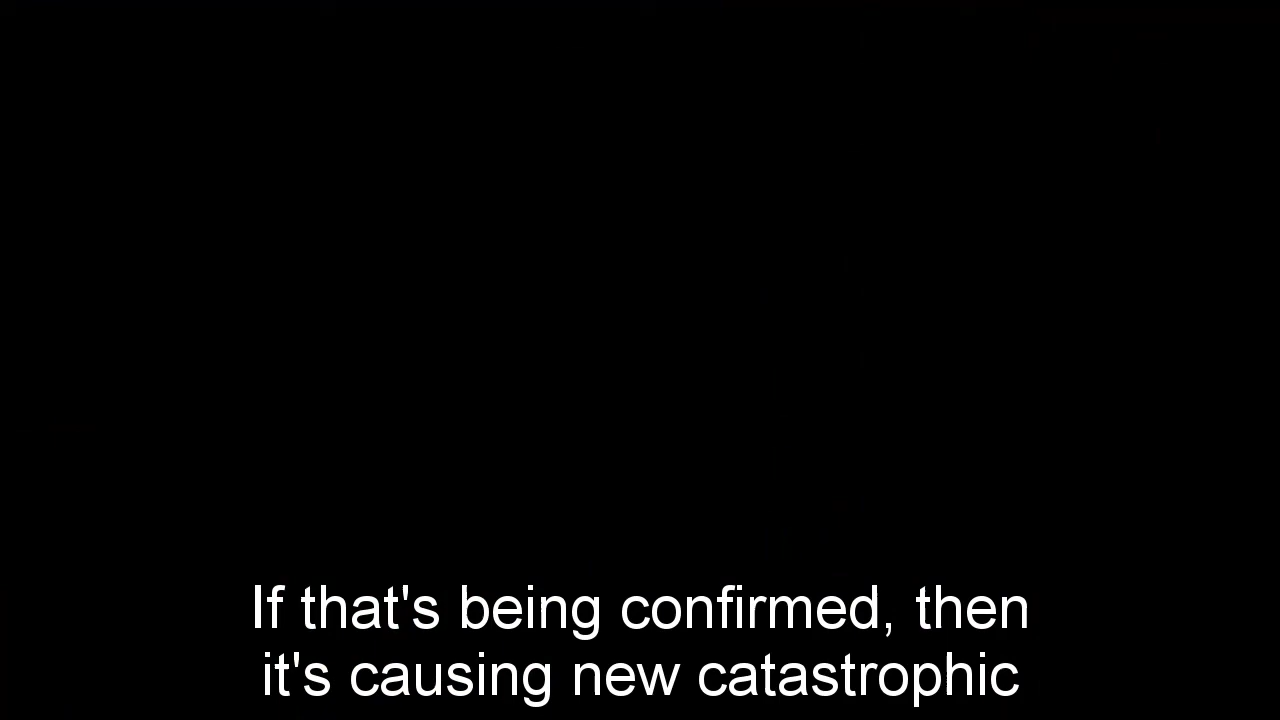 If that's being confirmed, then
it's causing new catastrophic